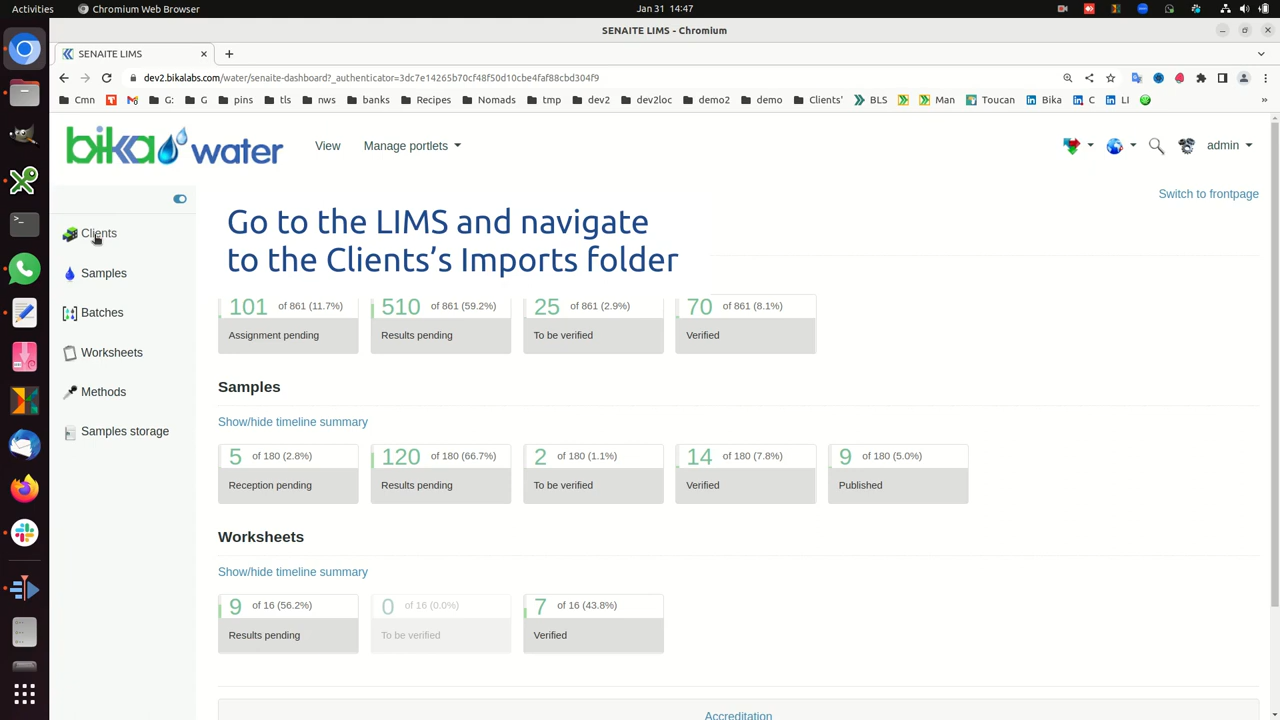 Activities
Chromium Web Browser
Jan 31 14:47
SENAITE LIMS - Chromium
SENAITE LIMS
dev2.bikalabs.com/water/senaite-dashboard?_authenticator=3dc7e14265b70cf48f50d10cbe4faf88cbd304f9
Cmn G: G pins tls nws banks Recipes Nomads tmp dev2 dev2loc demo2 demo Clients' BLS Man Toucan Bika C LI »
bika water
View
Manage portlets
admin
Switch to frontpage
Clients
Samples
Batches
Worksheets
Methods
Samples storage
Go to the LIMS and navigate
to the Clients's Imports folder
101 of 861 (11.7%)
Assignment pending
510 of 861 (59.2%)
Results pending
25 of 861 (2.9%)
To be verified
70 of 861 (8.1%)
Verified
Samples
Show/hide timeline summary
5 of 180 (2.8%)
Reception pending
120 of 180 (66.7%)
Results pending
2 of 180 (1.1%)
To be verified
14 of 180 (7.8%)
Verified
9 of 180 (5.0%)
Published
Worksheets
Show/hide timeline summary
9 of 16 (56.2%)
Results pending
0 of 16 (0.0%)
To be verified
7 of 16 (43.8%)
Verified
Accreditation